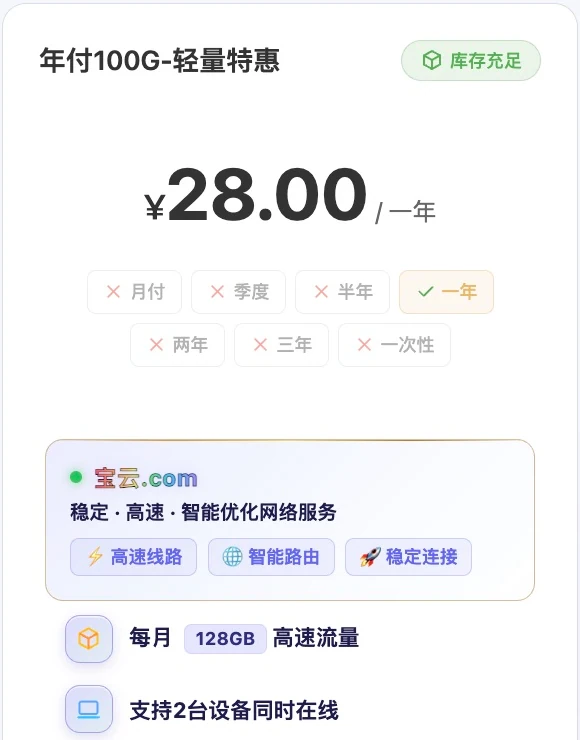 年付100G-轻量特惠
库存充足
¥28.00 / 一年
月付 季度 半年 一年
两年 三年 一次性
宝云.com
稳定 · 高速 · 智能优化网络服务
高速线路 智能路由 稳定连接
每月 128GB 高速流量
支持2台设备同时在线